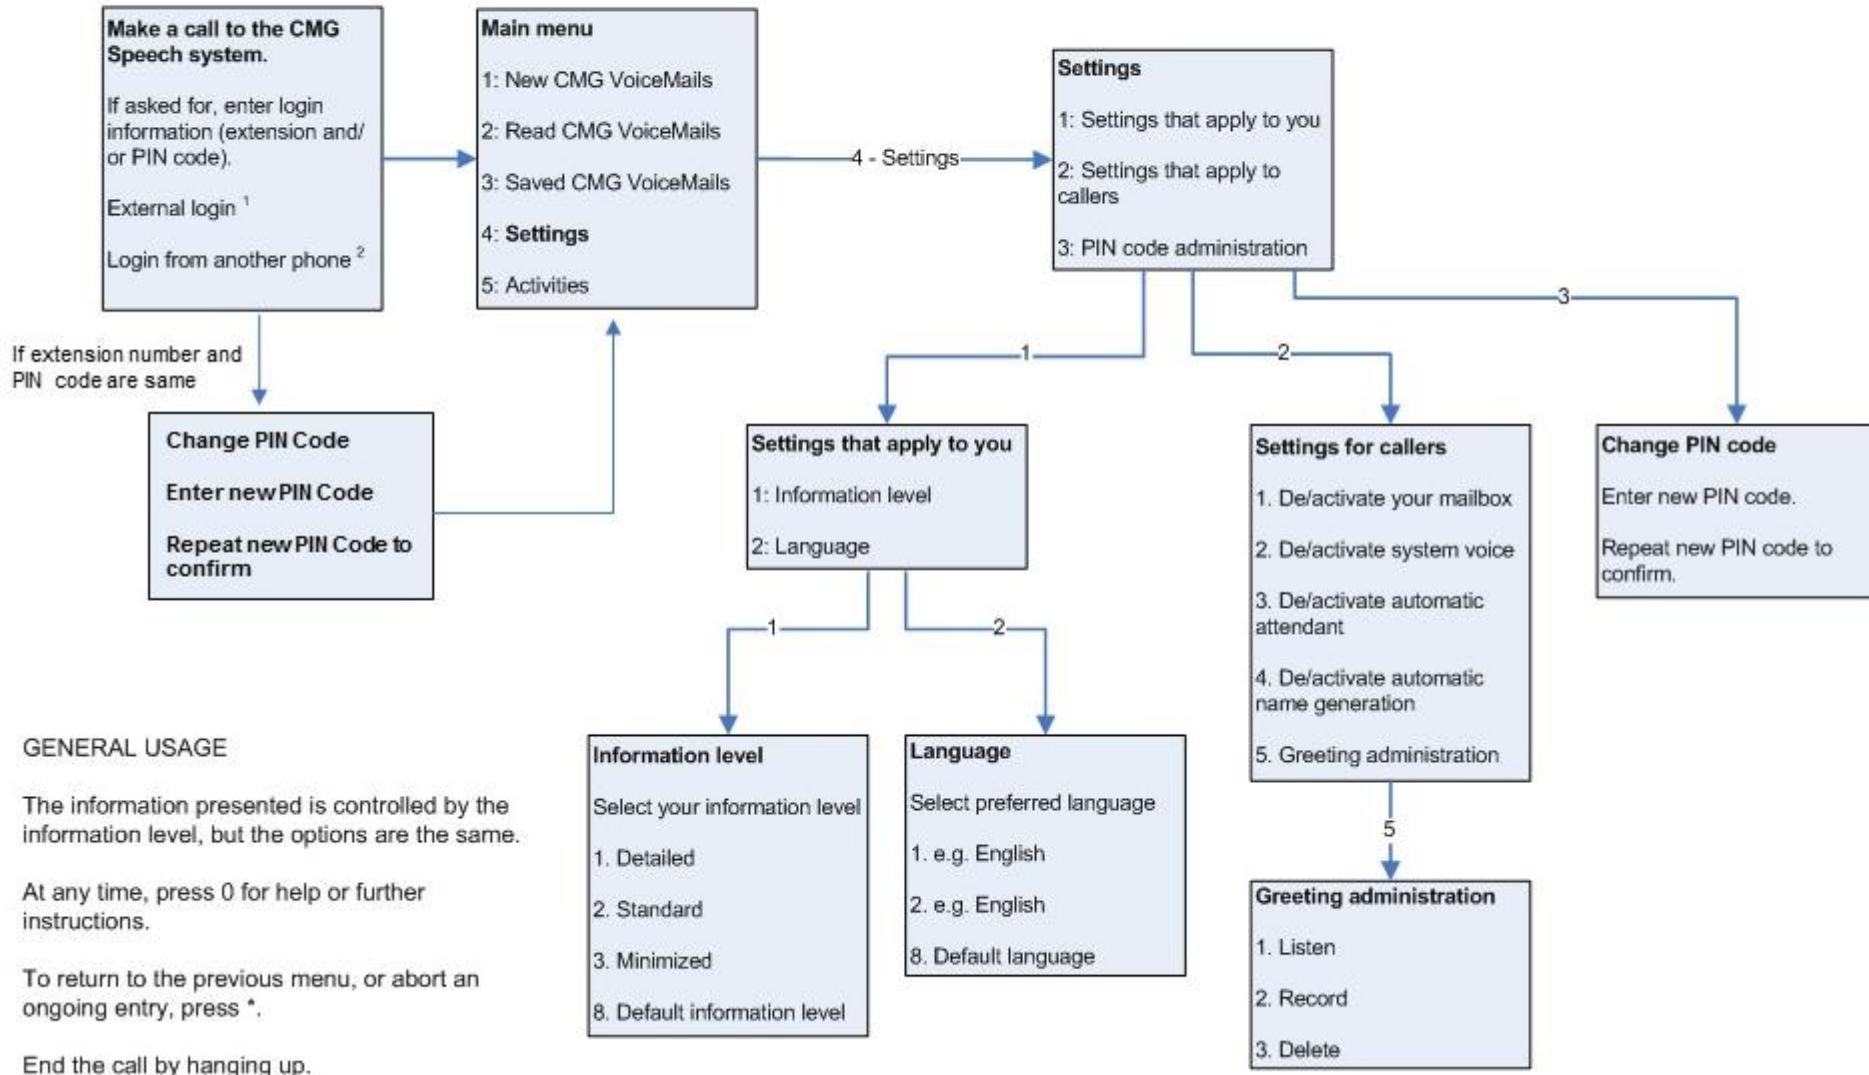 Make a call to the CMG
Speech system.
If asked for, enter login
information (extension and/
or PIN code).
External login 1
Login from another phone 2
If extension number and
PIN code are same
Change PIN Code
Enter new PIN Code
Repeat new PIN Code to
confirm
Main menu
1: New CMG VoiceMails
2: Read CMG VoiceMails
3: Saved CMG VoiceMails
4: Settings
5: Activities
4 - Settings
Settings
1: Settings that apply to you
2: Settings that apply to
callers
3: PIN code administration
1
2
3
Settings that apply to you
1: Information level
2: Language
1
2
Information level
Select your information level
1. Detailed
2. Standard
3. Minimized
8. Default information level
Language
Select preferred language
1. e.g. English
2. e.g. English
8. Default language
Settings for callers
1. De/activate your mailbox
2. De/activate system voice
3. De/activate automatic
attendant
4. De/activate automatic
name generation
5. Greeting administration
5
Greeting administration
1. Listen
2. Record
3. Delete
Change PIN code
Enter new PIN code.
Repeat new PIN code to
confirm.
GENERAL USAGE
The information presented is controlled by the
information level, but the options are the same.
At any time, press 0 for help or further
instructions.
To return to the previous menu, or abort an
ongoing entry, press *.
End the call by hanging up.